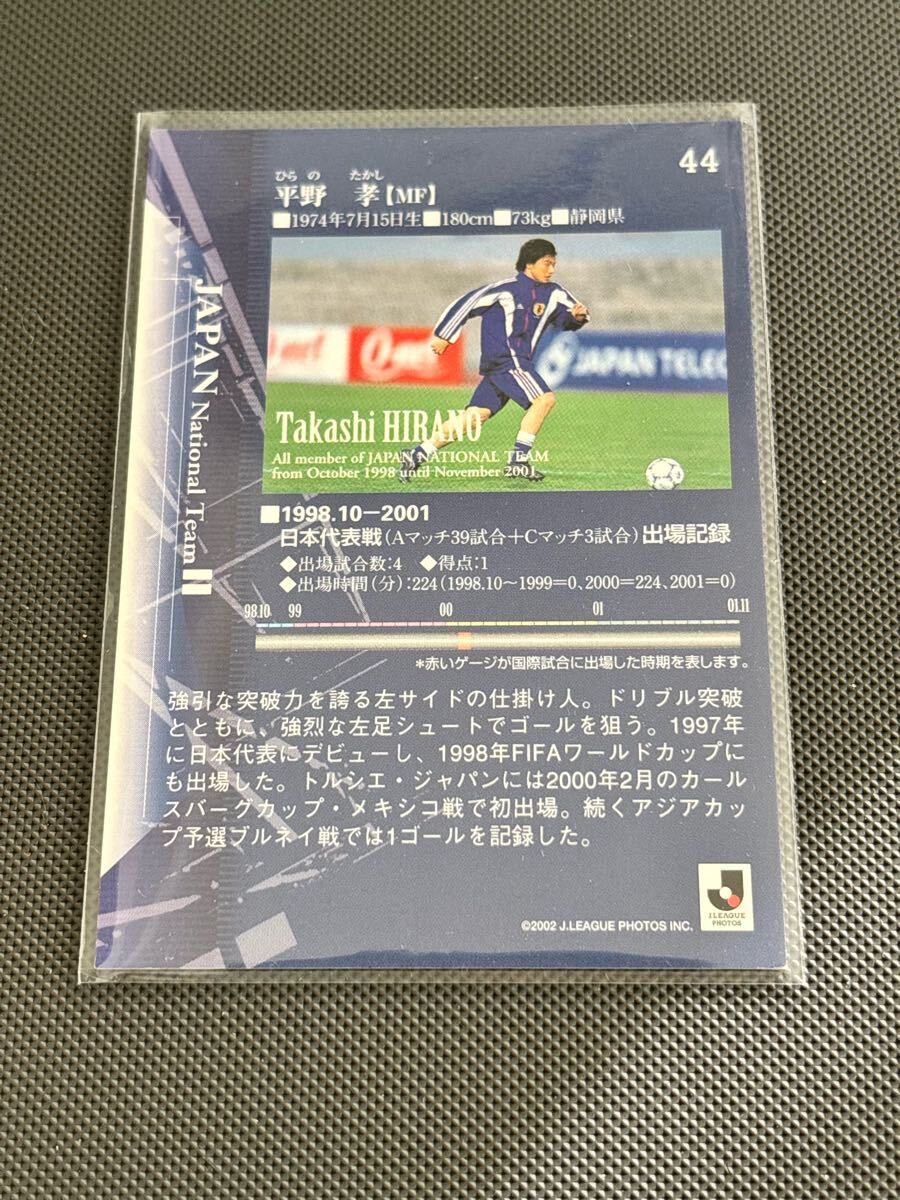 44
ひらの たかし
平野 孝【MF】
■1974年7月15日生■180cm■73kg■静岡県
JAPAN National Team
JAPAN TELEC
Takashi HIRANO
All member of JAPAN NATIONAL TEAM
from October 1998 until November 2001
■1998.10−2001
日本代表戦(Aマッチ39試合＋Cマッチ3試合)出場記録
◆出場試合数:4 ◆得点:1
◆出場時間(分):224(1998.10〜1999=0、2000=224、2001=0)
98.10 99 00 01 01.11
*赤いゲージが国際試合に出場した時期を表します。
強引な突破力を誇る左サイドの仕掛け人。ドリブル突破
とともに、強烈な左足シュートでゴールを狙う。1997年
に日本代表にデビューし、1998年FIFAワールドカップに
も出場した。トルシエ・ジャパンには2000年2月のカール
スバーグカップ・メキシコ戦で初出場。続くアジアカッ
プ予選ブルネイ戦では1ゴールを記録した。
J.LEAGUE
PHOTOS
©2002 J.LEAGUE PHOTOS INC.